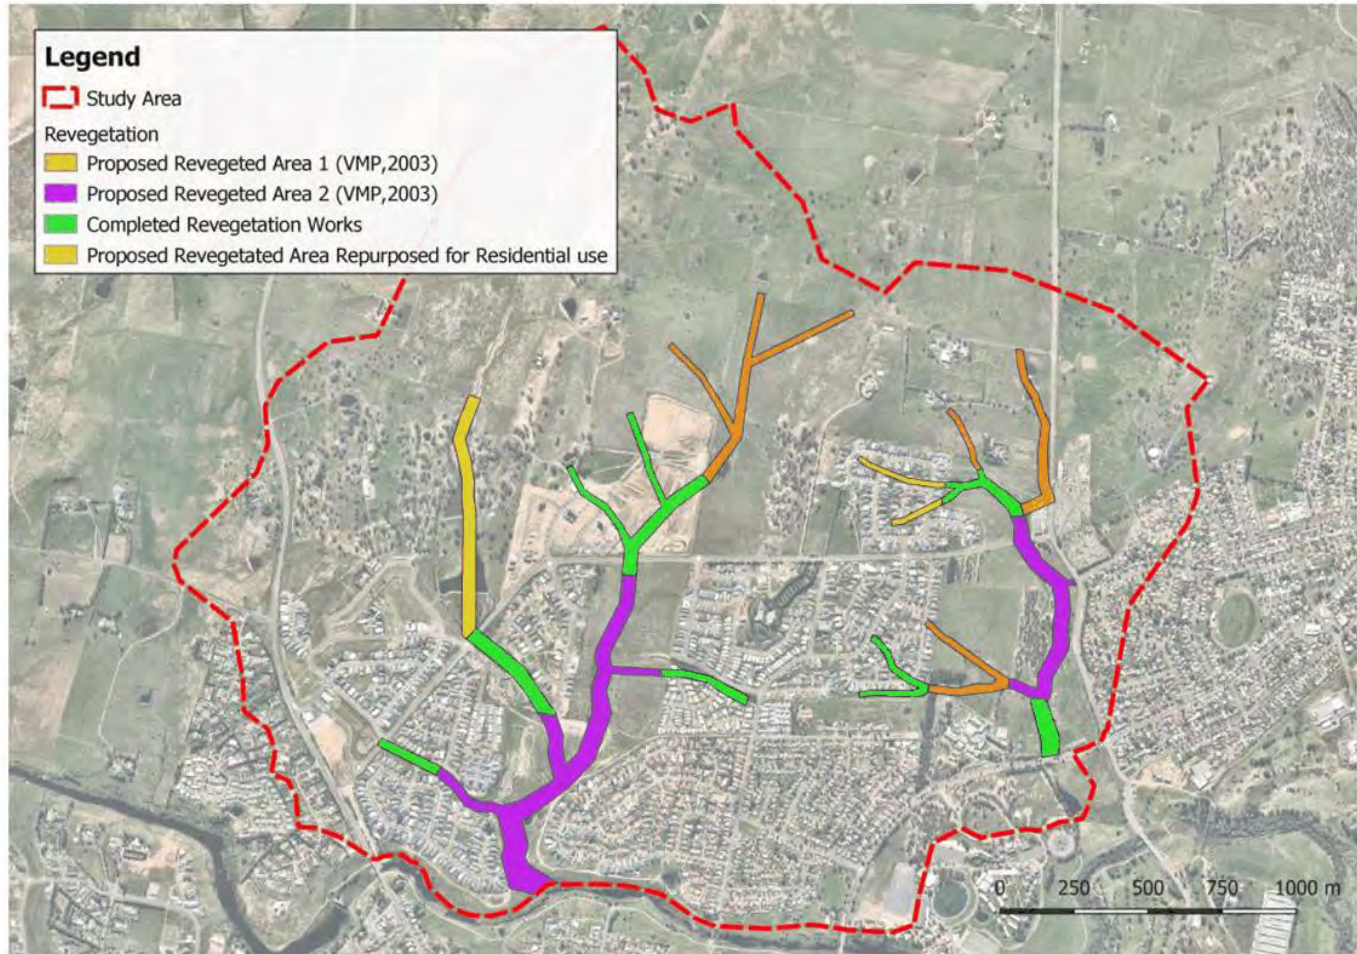 Legend
Study Area
Revegetation
Proposed Revegeted Area 1 (VMP,2003)
Proposed Revegeted Area 2 (VMP,2003)
Completed Revegetation Works
Proposed Revegetated Area Repurposed for Residential use
0 250 500 750 1000 m